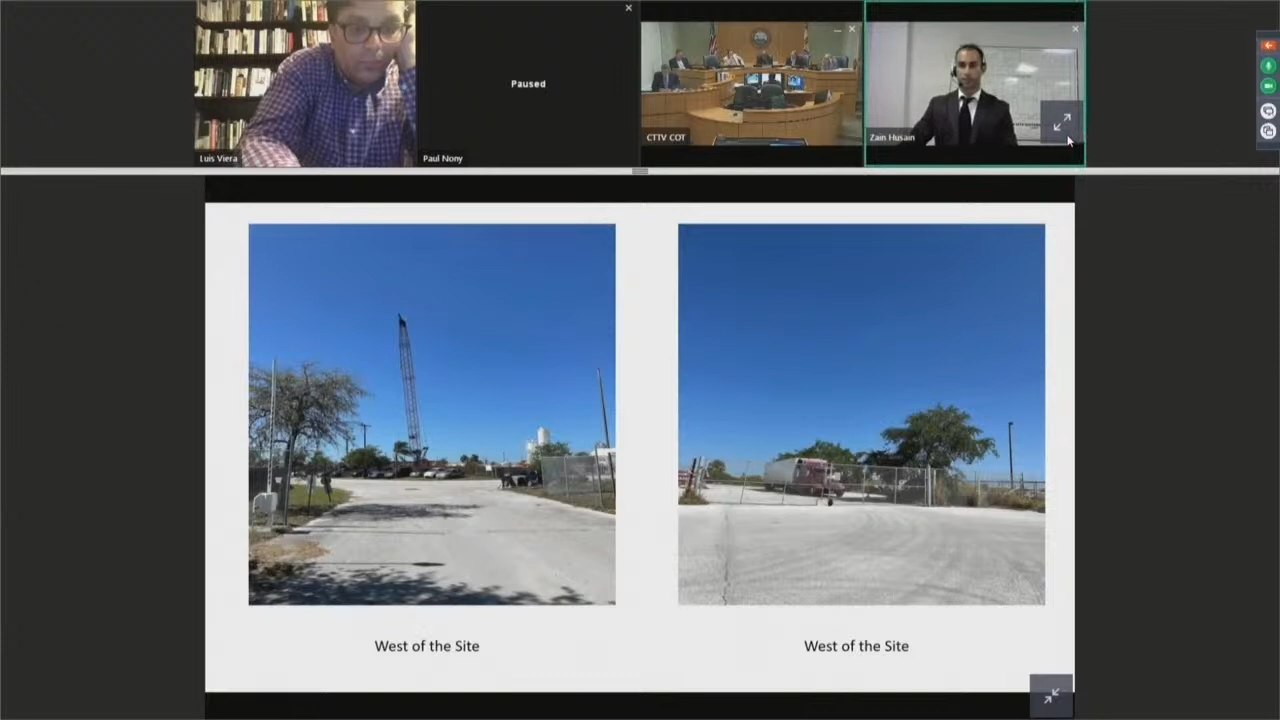 Paused
Luis Viera
Paul Nony
CTTV COT
Zain Husain
West of the Site
West of the Site